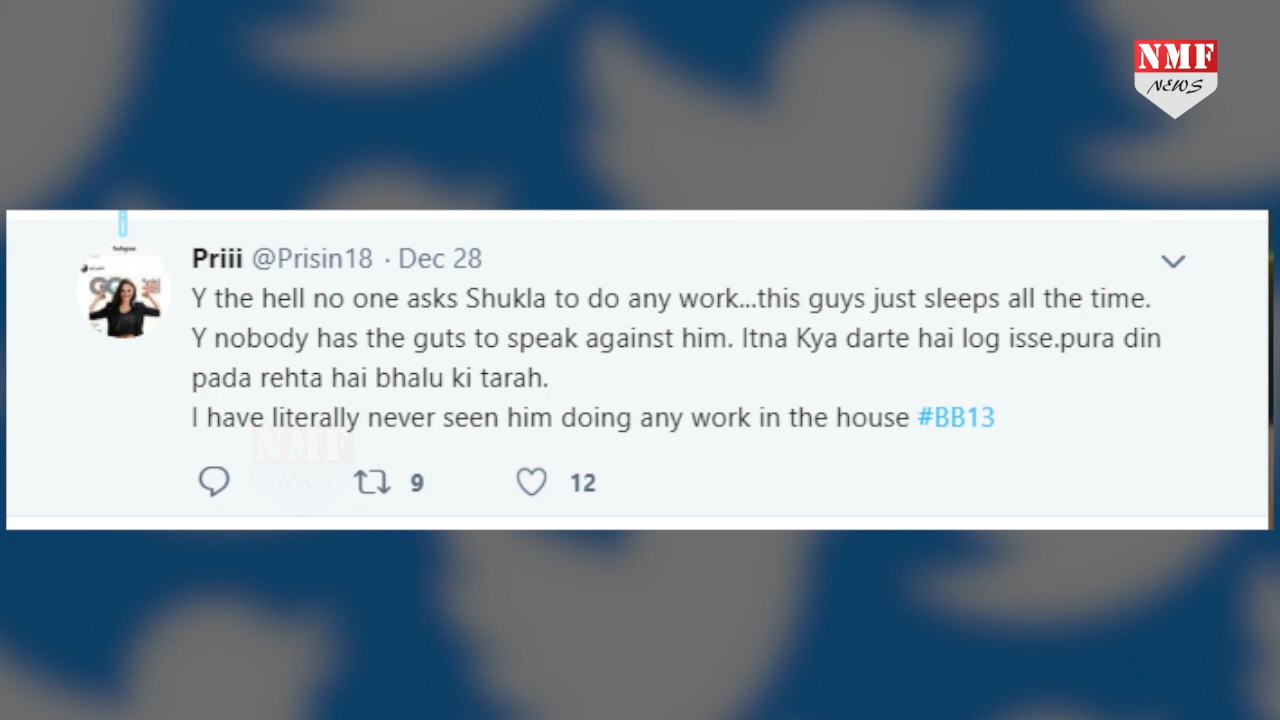 NMF
NEWS
Priii @Prisin18 · Dec 28
Y the hell no one asks Shukla to do any work...this guys just sleeps all the time.
Y nobody has the guts to speak against him. Itna Kya darte hai log isse.pura din
pada rehta hai bhalu ki tarah.
I have literally never seen him doing any work in the house #BB13
NMF
NEWS
9 12